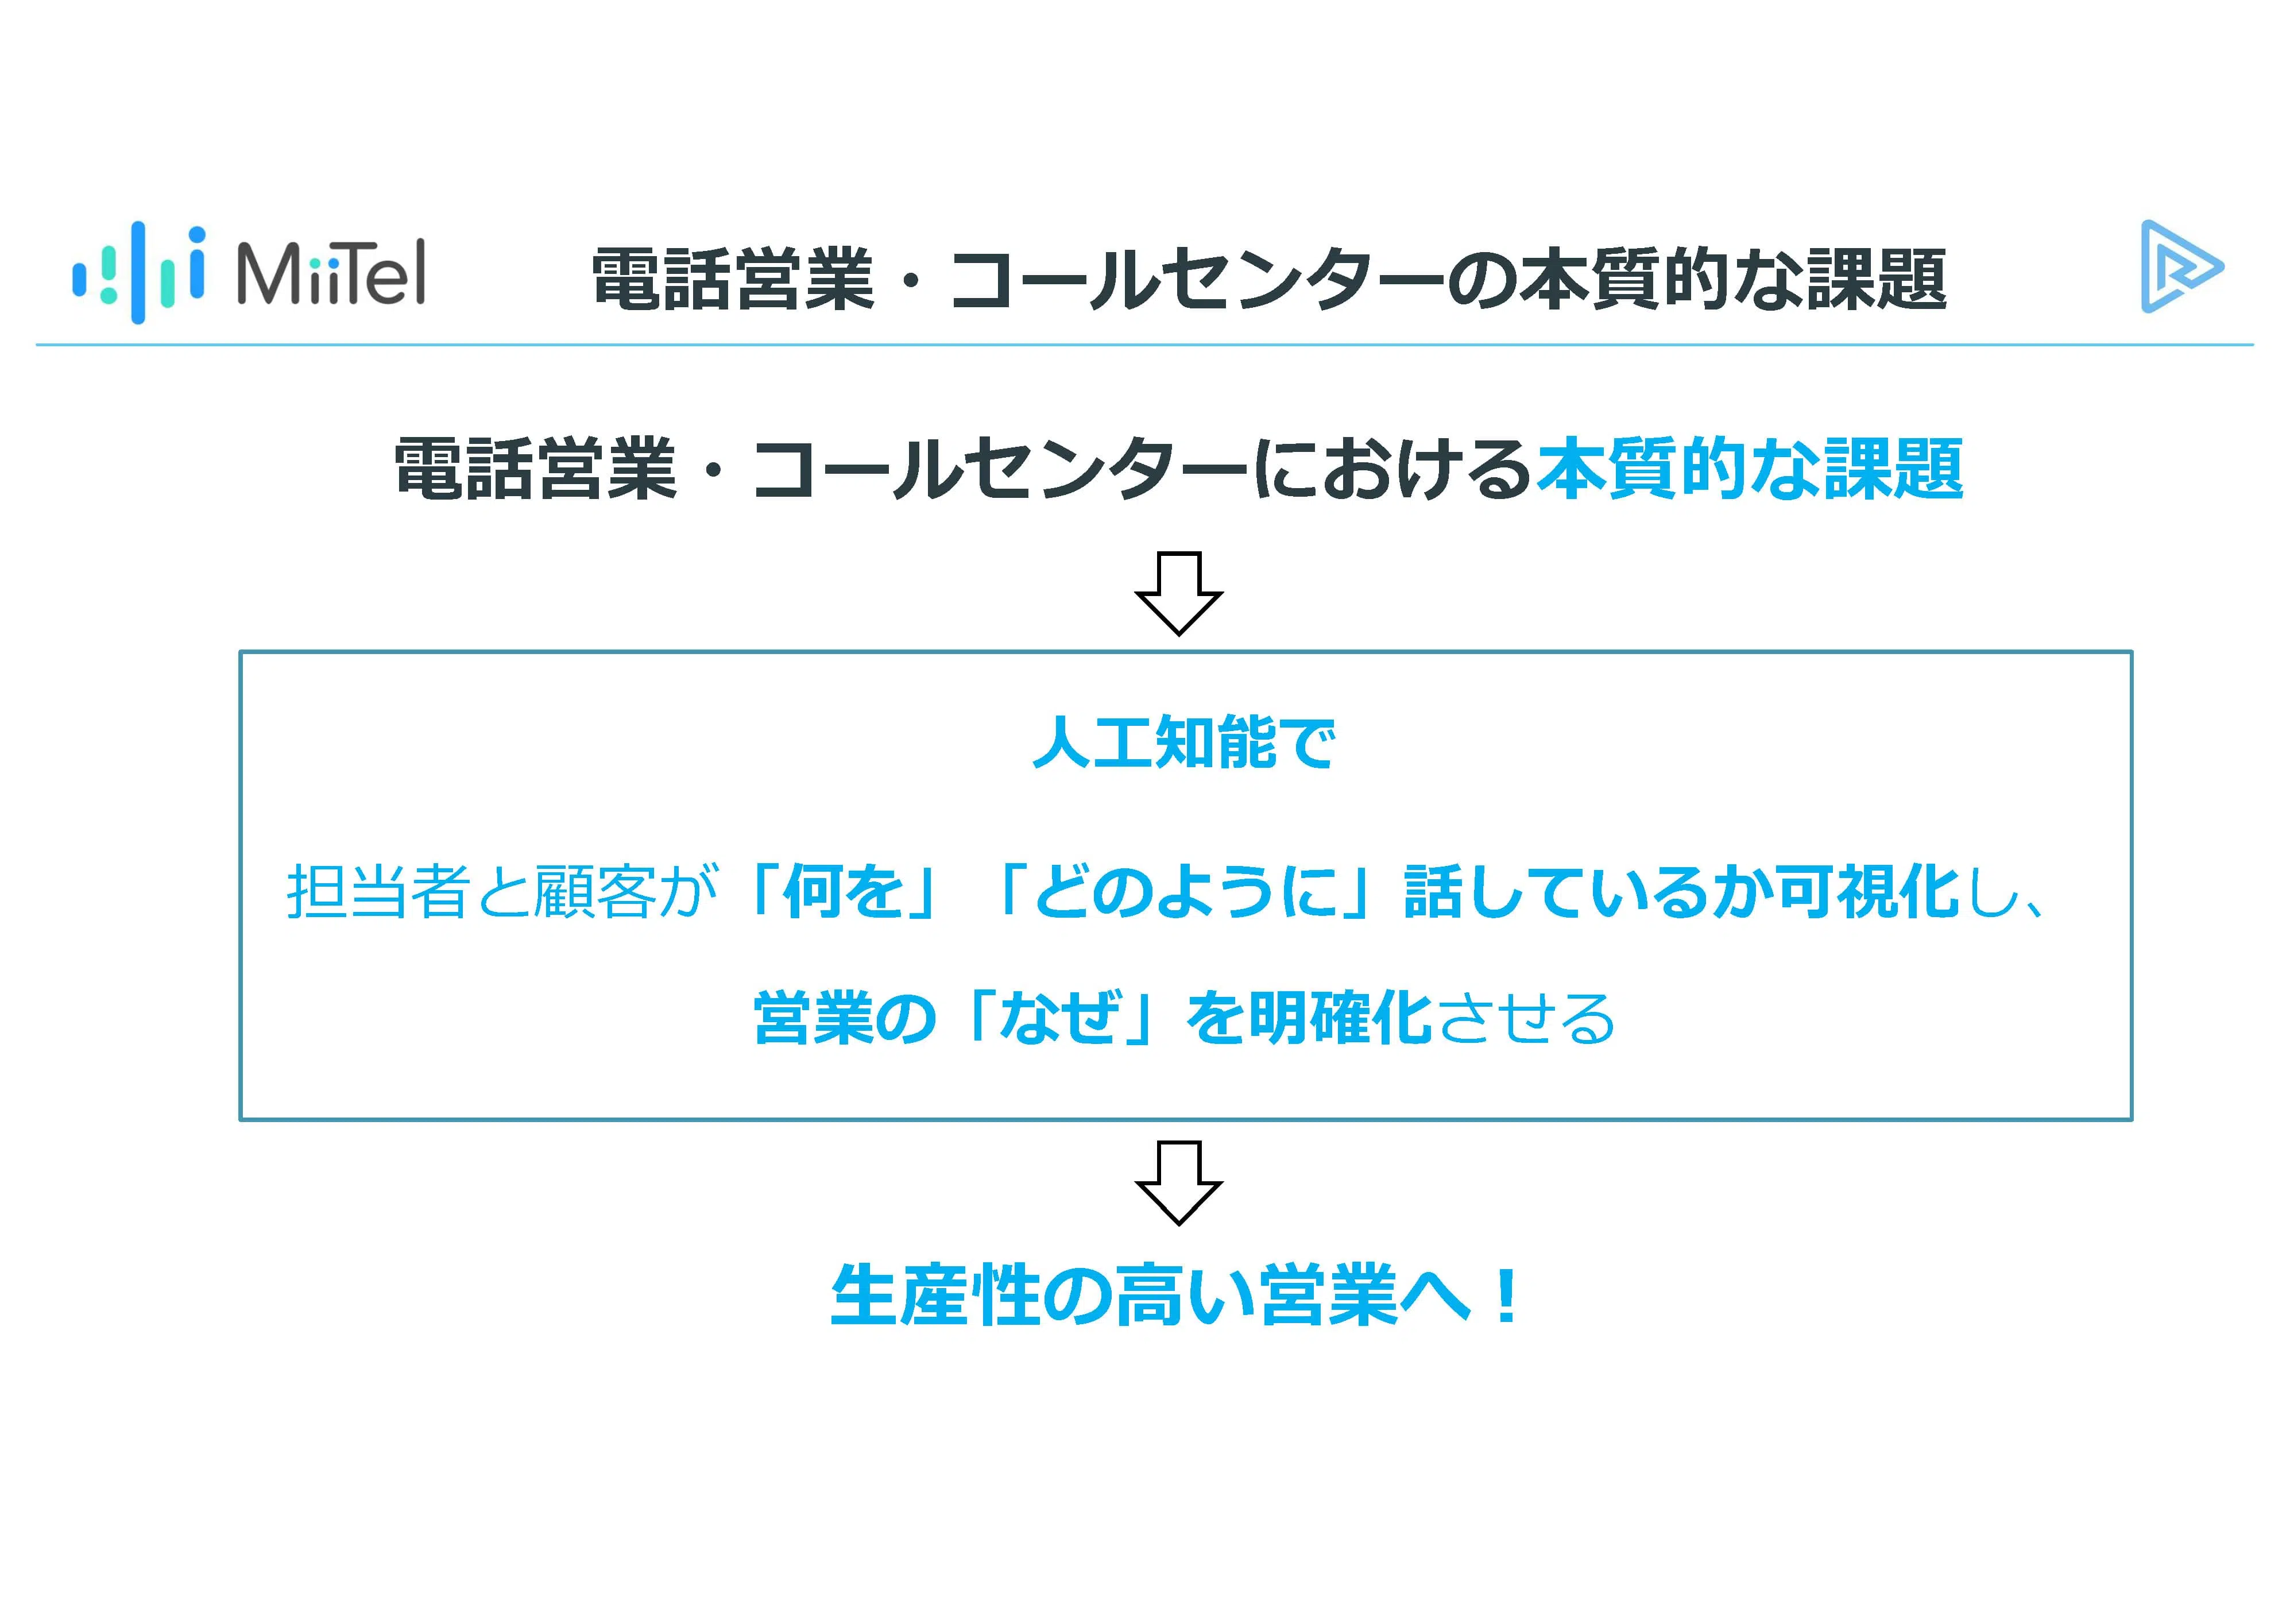 MiiTel
電話営業・コールセンターの本質的な課題
電話営業・コールセンターにおける本質的な課題
人工知能で
担当者と顧客が「何を」「どのように」話しているか可視化し、
営業の「なぜ」を明確化させる
生産性の高い営業へ！